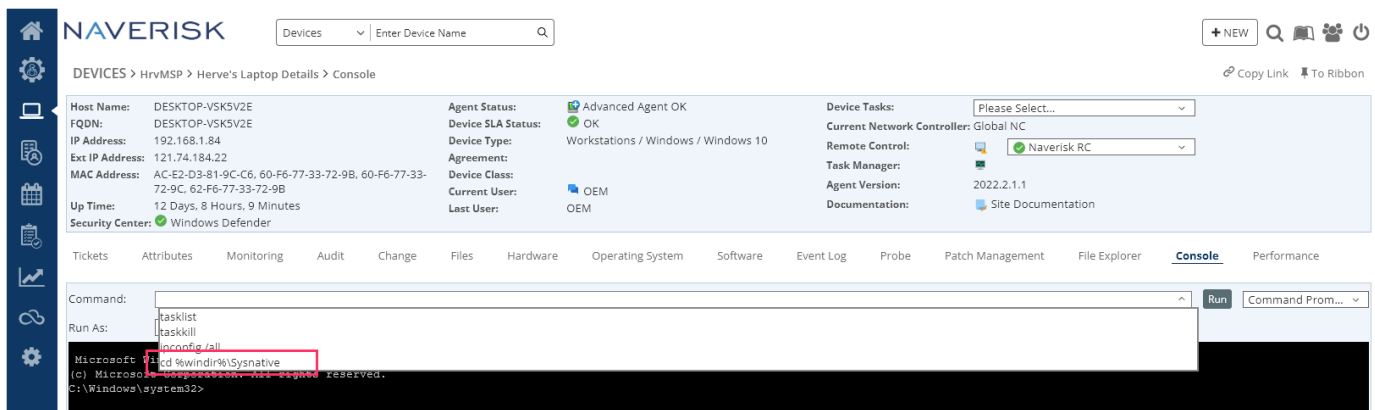 NAVERISK
Devices
Enter Device Name
+ NEW
DEVICES > HrvMSP > Herve's Laptop Details > Console
Copy Link
To Ribbon
Host Name: DESKTOP-VSK5V2E
FQDN: DESKTOP-VSK5V2E
IP Address: 192.168.1.84
Ext IP Address: 121.74.184.22
MAC Address: AC-E2-D3-81-9C-C6, 60-F6-77-33-72-9B, 60-F6-77-33-
72-9C, 62-F6-77-33-72-9B
Up Time: 12 Days, 8 Hours, 9 Minutes
Security Center: Windows Defender
Agent Status: Advanced Agent OK
Device SLA Status: OK
Device Type: Workstations / Windows / Windows 10
Agreement:
Device Class:
Current User: OEM
Last User: OEM
Device Tasks: Please Select...
Current Network Controller: Global NC
Remote Control: Naverisk RC
Task Manager:
Agent Version: 2022.2.1.1
Documentation: Site Documentation
Tickets Attributes Monitoring Audit Change Files Hardware Operating System Software Event Log Probe Patch Management File Explorer Console Performance
Command:
Run
Command Prom...
Run As:
tasklist
taskkill
ipconfig /all
cd %windir%\Sysnative
Microsoft
(c) Microsoft Corporation. All rights reserved.
C:\Windows\system32>